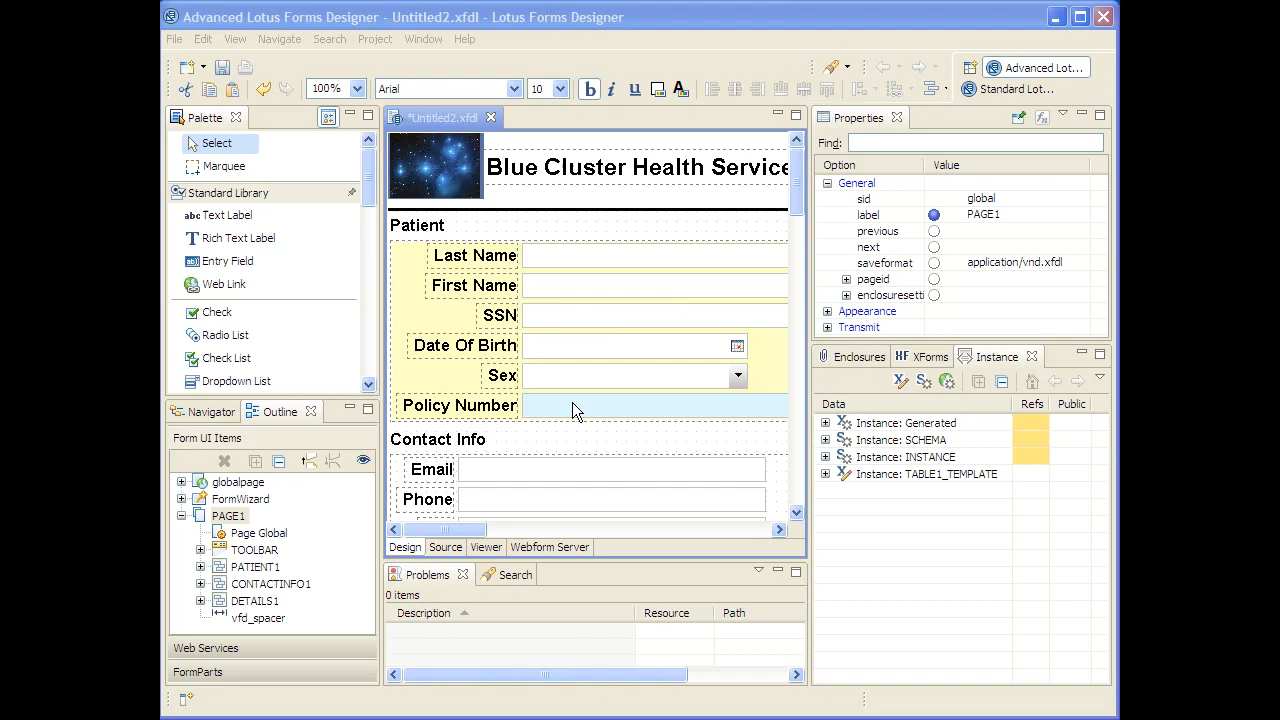 Advanced Lotus Forms Designer - Untitled2.xfdl - Lotus Forms Designer
File Edit View Navigate Search Project Window Help
Advanced Lot...
100% Arial 10 b i u A Standard Lot...
Palette
*Untitled2.xfdl
Properties
Select
Marquee
Standard Library
abc Text Label
Rich Text Label
Entry Field
Web Link
Check
Radio List
Check List
Dropdown List
Blue Cluster Health Service
Patient
Last Name
First Name
SSN
Date Of Birth
Sex
Policy Number
Contact Info
Email
Phone
Design Source Viewer Webform Server
Find:
Option Value
General
sid global
label PAGE1
previous
next
saveformat application/vnd.xfdl
pageid
enclosuresetti
Appearance
Transmit
Navigator Outline
Form UI Items
globalpage
FormWizard
PAGE1
Page Global
TOOLBAR
PATIENT1
CONTACTINFO1
DETAILS1
vfd_spacer
Web Services
FormParts
Problems Search
0 items
Description Resource Path
Enclosures XForms Instance
Data Refs Public
Instance: Generated
Instance: SCHEMA
Instance: INSTANCE
Instance: TABLE1_TEMPLATE